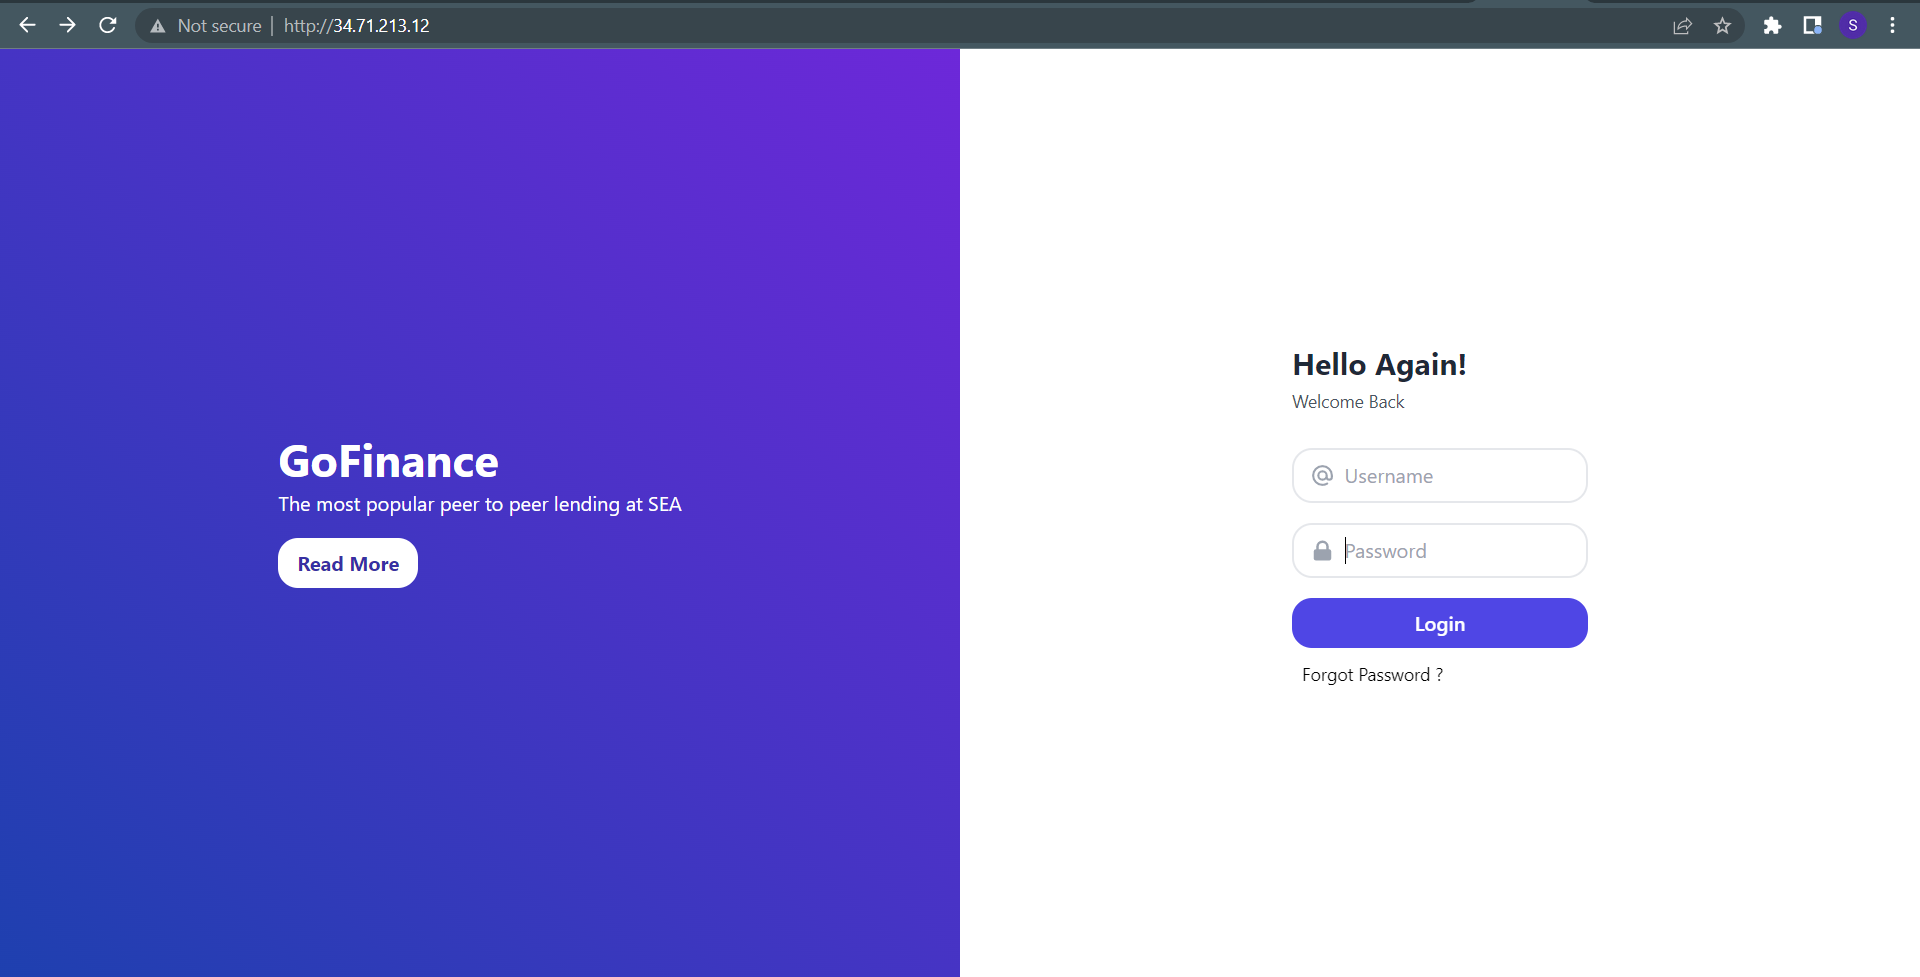 Not secure | http://34.71.213.12
S
GoFinance
The most popular peer to peer lending at SEA
Read More
Hello Again!
Welcome Back
Username
Password
Login
Forgot Password ?